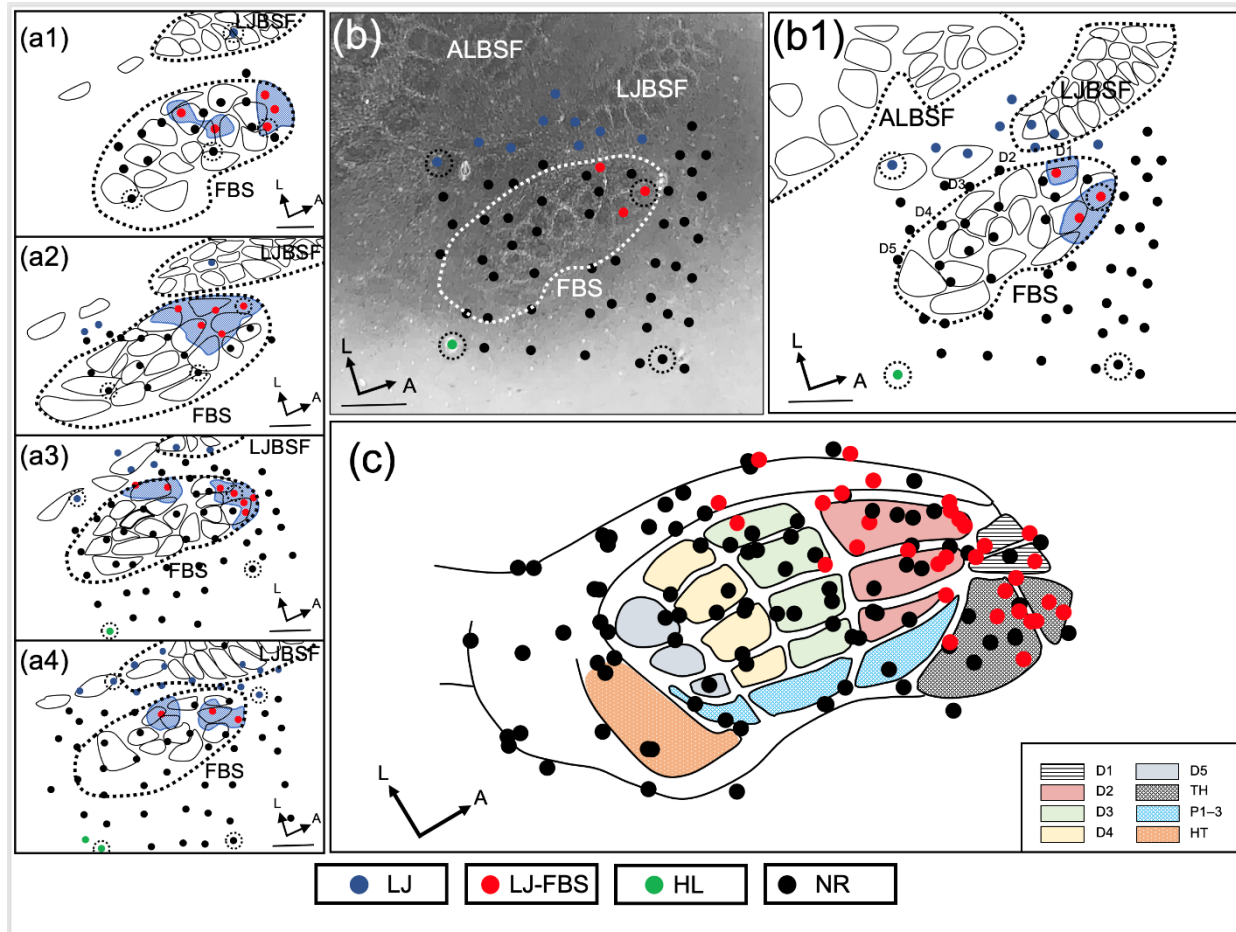 (a1)
LJBSF
FBS
L
A
(a2)
LJBSF
FBS
L
A
(a3)
LJBSF
FBS
L
A
(a4)
LJBSF
FBS
L
A
(b)
ALBSF
LJBSF
FBS
L
A
(b1)
ALBSF
LJBSF
D1
D2
D3
D4
D5
FBS
L
A
(c)
L
A
D1 D5
D2 TH
D3 P1–3
D4 HT
LJ LJ-FBS HL NR